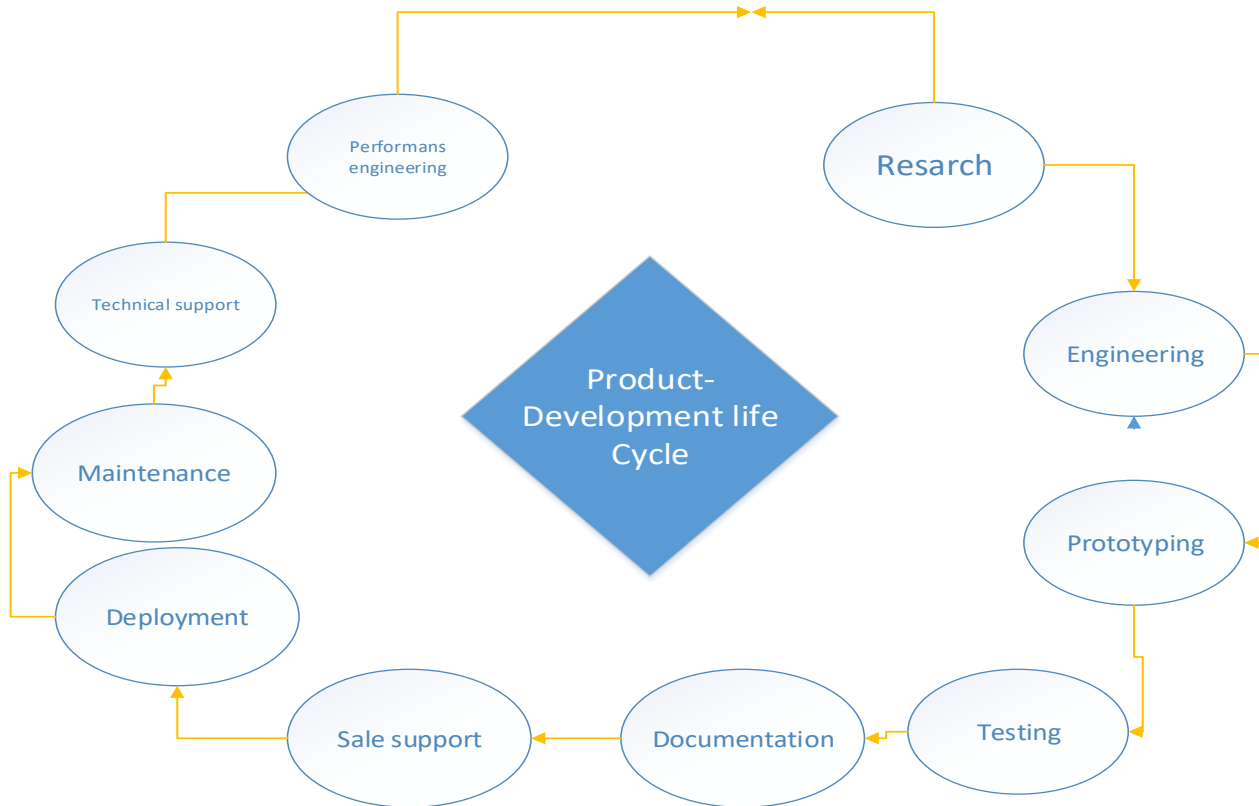 Performans
engineering
Resarch
Technical support
Engineering
Product-
Development life
Cycle
Maintenance
Prototyping
Deployment
Sale support
Documentation
Testing